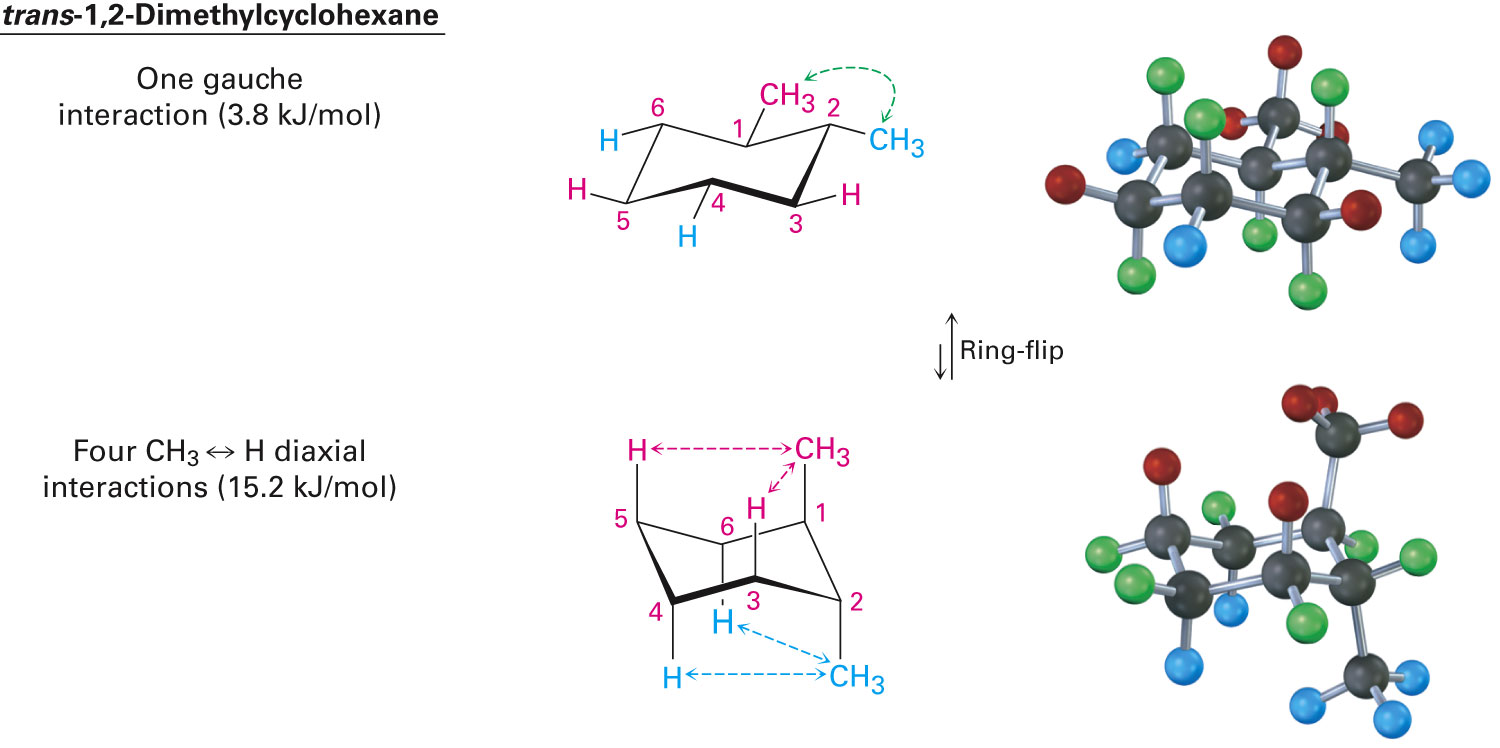 trans-1,2-Dimethylcyclohexane
One gauche
interaction (3.8 kJ/mol)
CH₃
6
2
H
1
CH₃
H
4
H
5
3
H
Ring-flip
Four CH₃ ↔ H diaxial
interactions (15.2 kJ/mol)
H
CH₃
H
5
6
1
4
3
2
H
H
CH₃